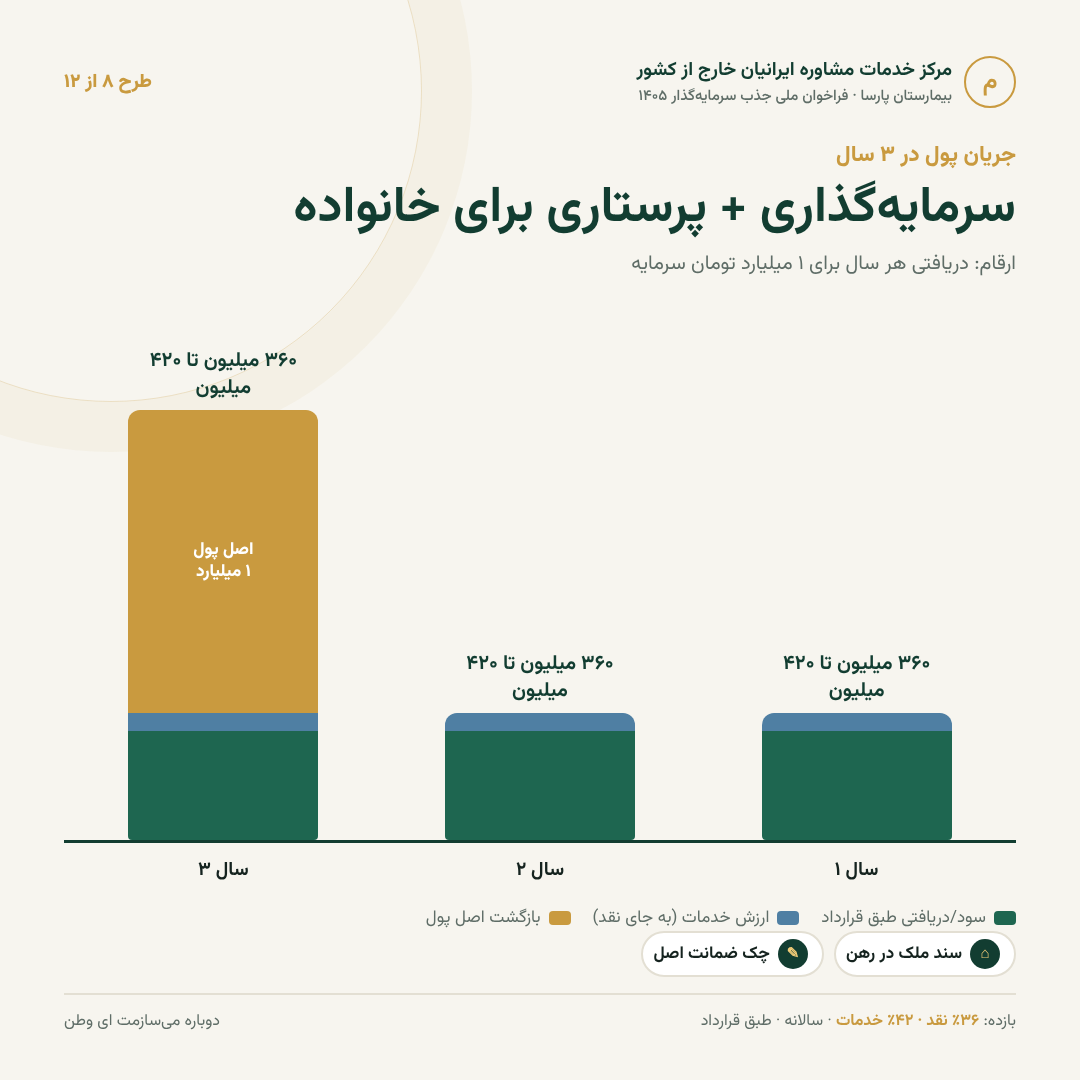 م
مرکز خدمات مشاوره ایرانیان خارج از کشور
بیمارستان پارسا · فراخوان ملی جذب سرمایه‌گذار ۱۴۰۵
طرح ۸ از ۱۲
جریان پول در ۳ سال
سرمایه‌گذاری + پرستاری برای خانواده
ارقام: دریافتی هر سال برای ۱ میلیارد تومان سرمایه
۳۶۰ میلیون تا ۴۲۰
میلیون
۳۶۰ میلیون تا ۴۲۰
میلیون
۳۶۰ میلیون تا ۴۲۰
میلیون
اصل پول
۱ میلیارد
سال ۱
سال ۲
سال ۳
سود/دریافتی طبق قرارداد
ارزش خدمات (به جای نقد)
بازگشت اصل پول
سند ملک در رهن
چک ضمانت اصل
بازده: ۳۶٪ نقد · ۴۲٪ خدمات · سالانه · طبق قرارداد
دوباره می‌سازمت ای وطن